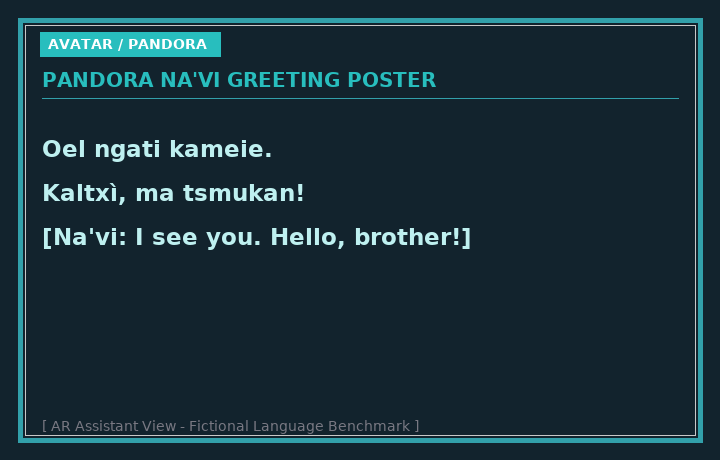 AVATAR / PANDORA
PANDORA NA'VI GREETING POSTER
Oel ngati kameie.
Kaltxì, ma tsmukan!
[Na'vi: I see you. Hello, brother!]
[ AR Assistant View - Fictional Language Benchmark ]